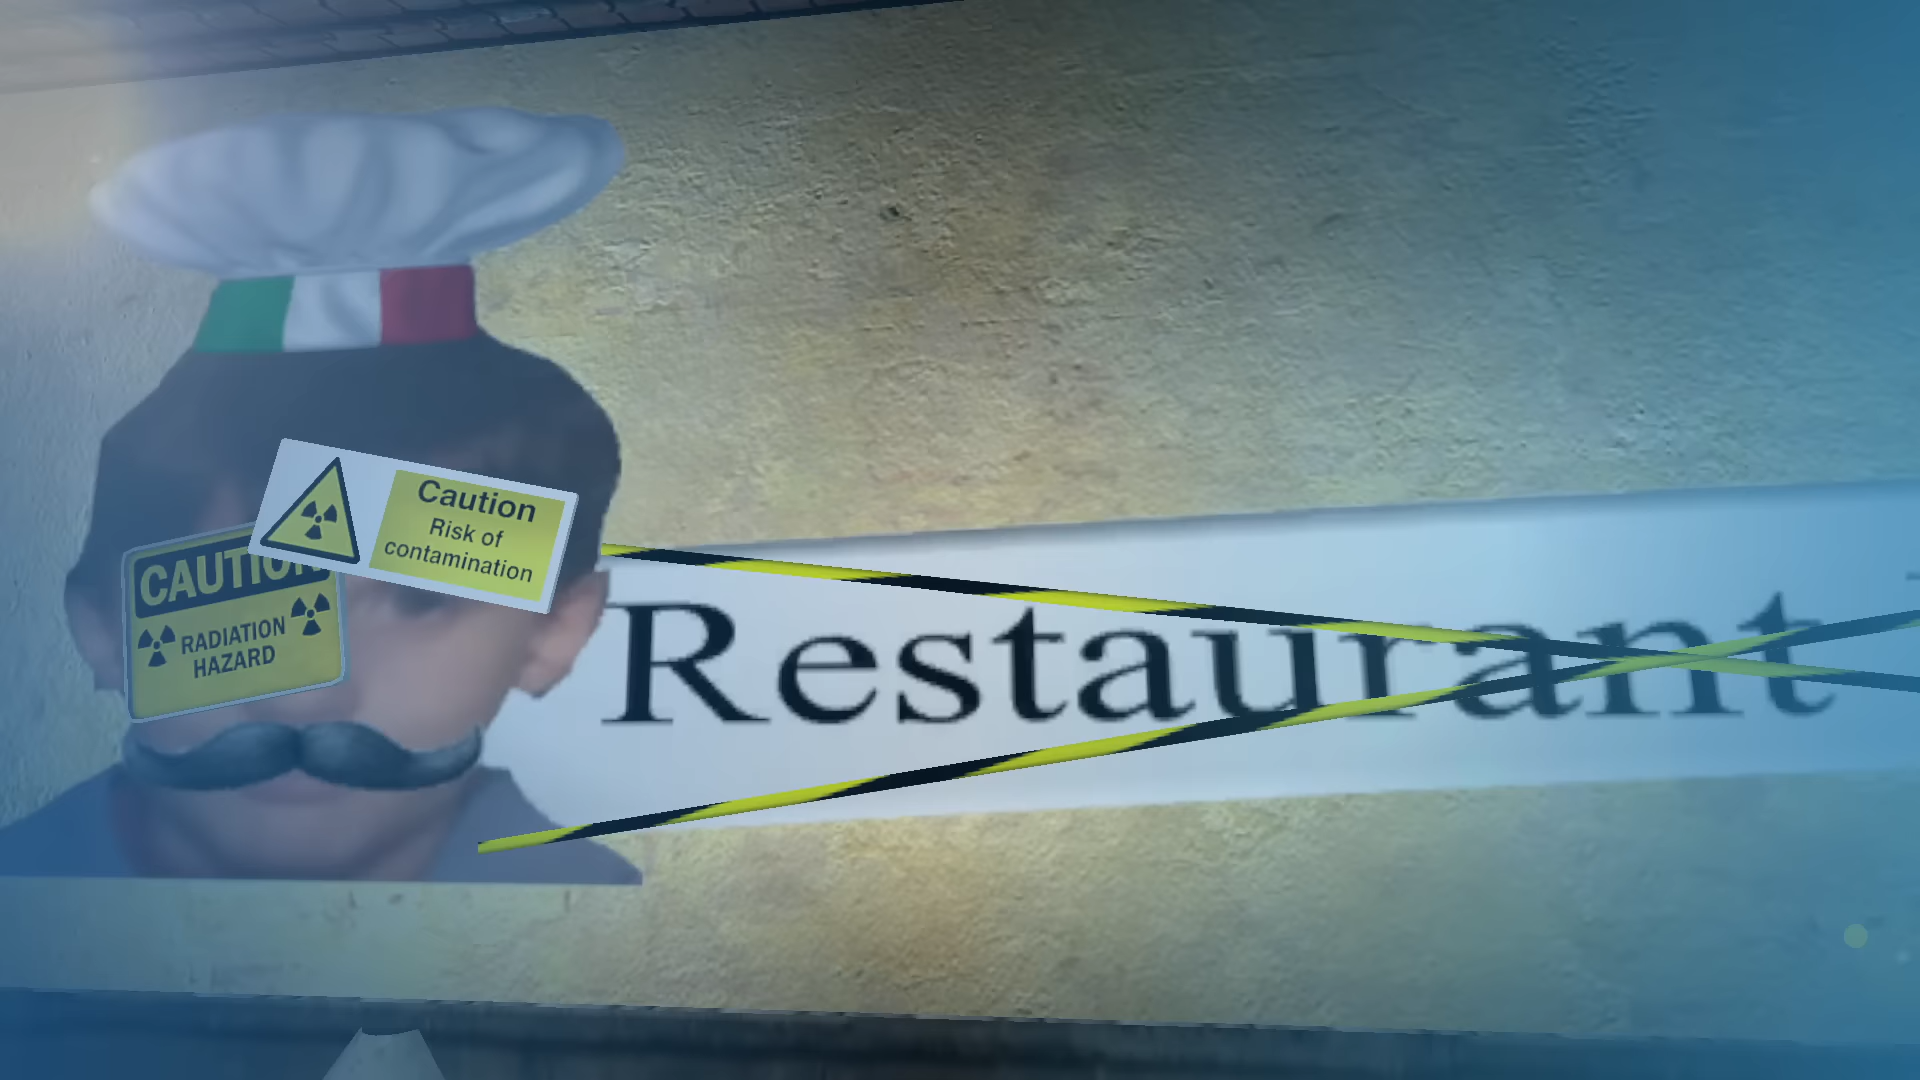 Caution
Risk of
contamination
CAUTION
RADIATION
HAZARD
Restaurant